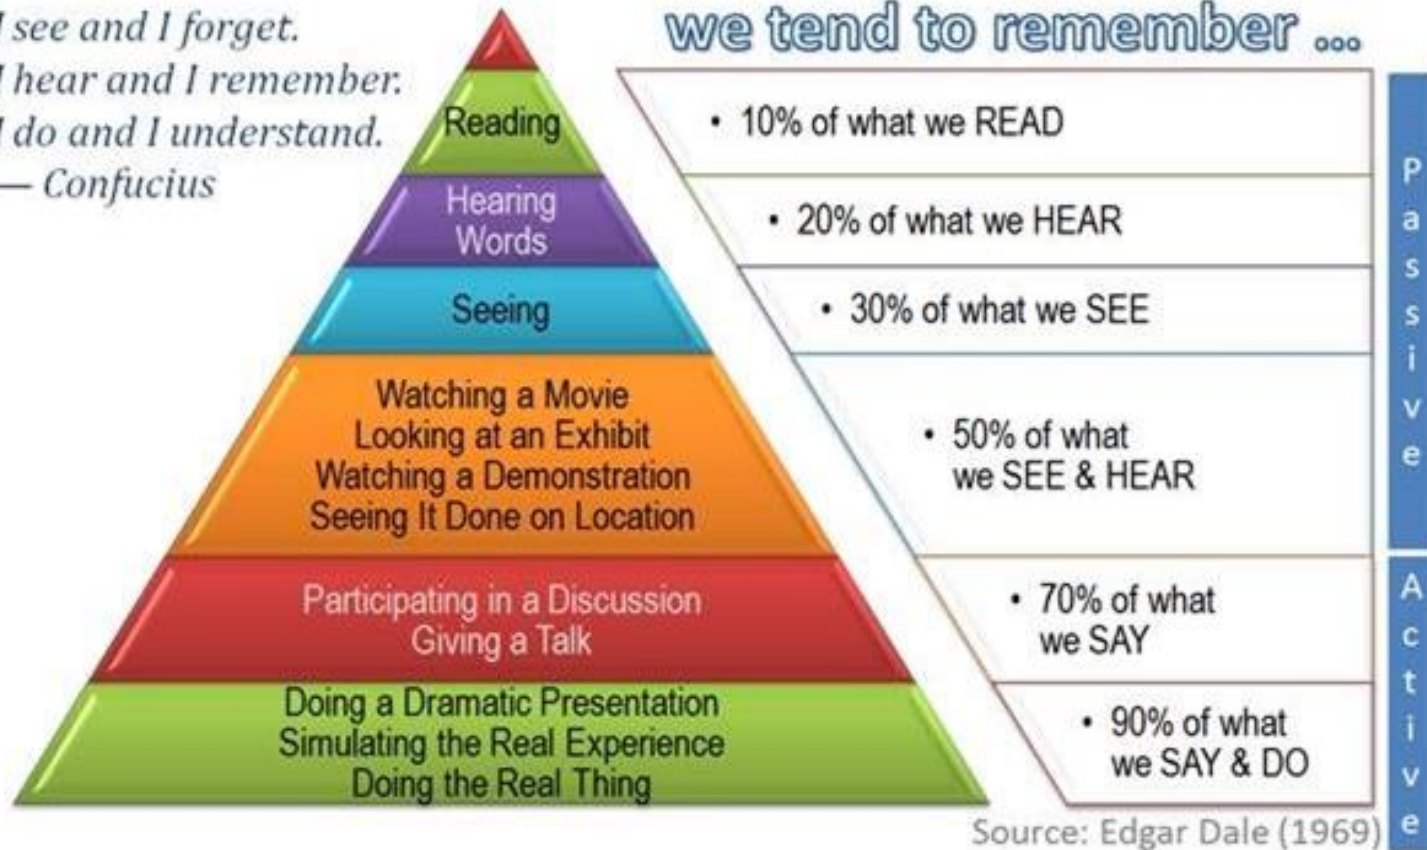 I see and I forget.
I hear and I remember.
I do and I understand.
— Confucius
we tend to remember ...
Reading
• 10% of what we READ
Hearing
Words
• 20% of what we HEAR
Seeing
• 30% of what we SEE
Watching a Movie
Looking at an Exhibit
Watching a Demonstration
Seeing It Done on Location
• 50% of what
we SEE & HEAR
Participating in a Discussion
Giving a Talk
• 70% of what
we SAY
Doing a Dramatic Presentation
Simulating the Real Experience
Doing the Real Thing
• 90% of what
we SAY & DO
Passive
Active
Source: Edgar Dale (1969)